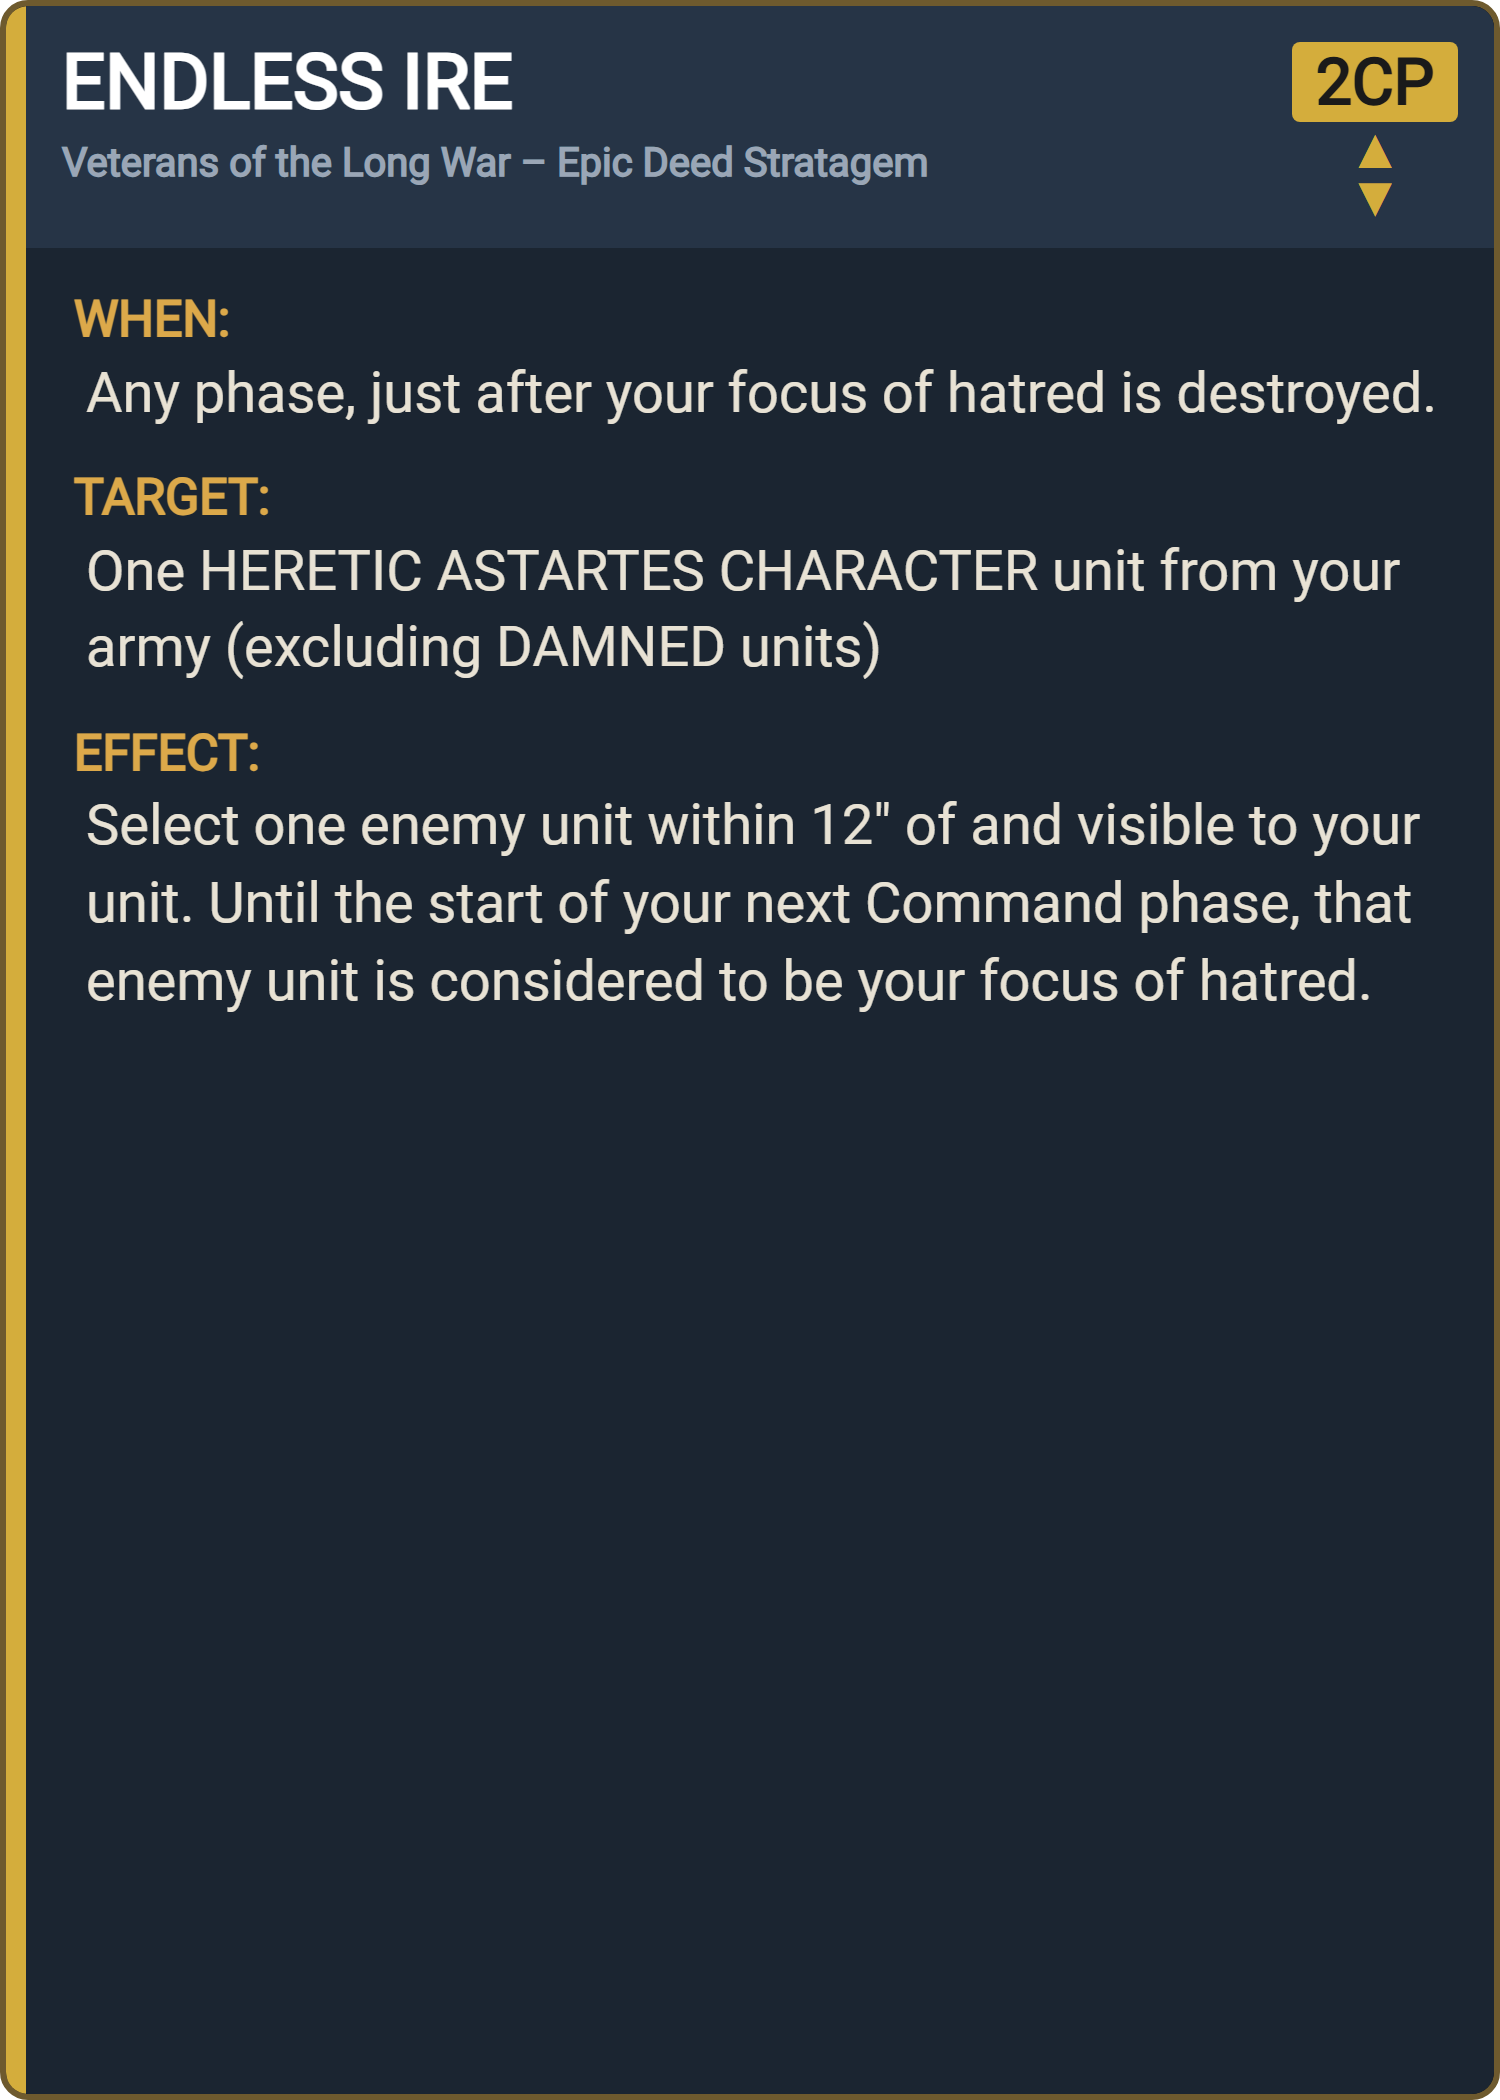 ENDLESS IRE
2CP
Veterans of the Long War – Epic Deed Stratagem
▲
▼
WHEN:
Any phase, just after your focus of hatred is destroyed.
TARGET:
One HERETIC ASTARTES CHARACTER unit from your
army (excluding DAMNED units)
EFFECT:
Select one enemy unit within 12" of and visible to your
unit. Until the start of your next Command phase, that
enemy unit is considered to be your focus of hatred.